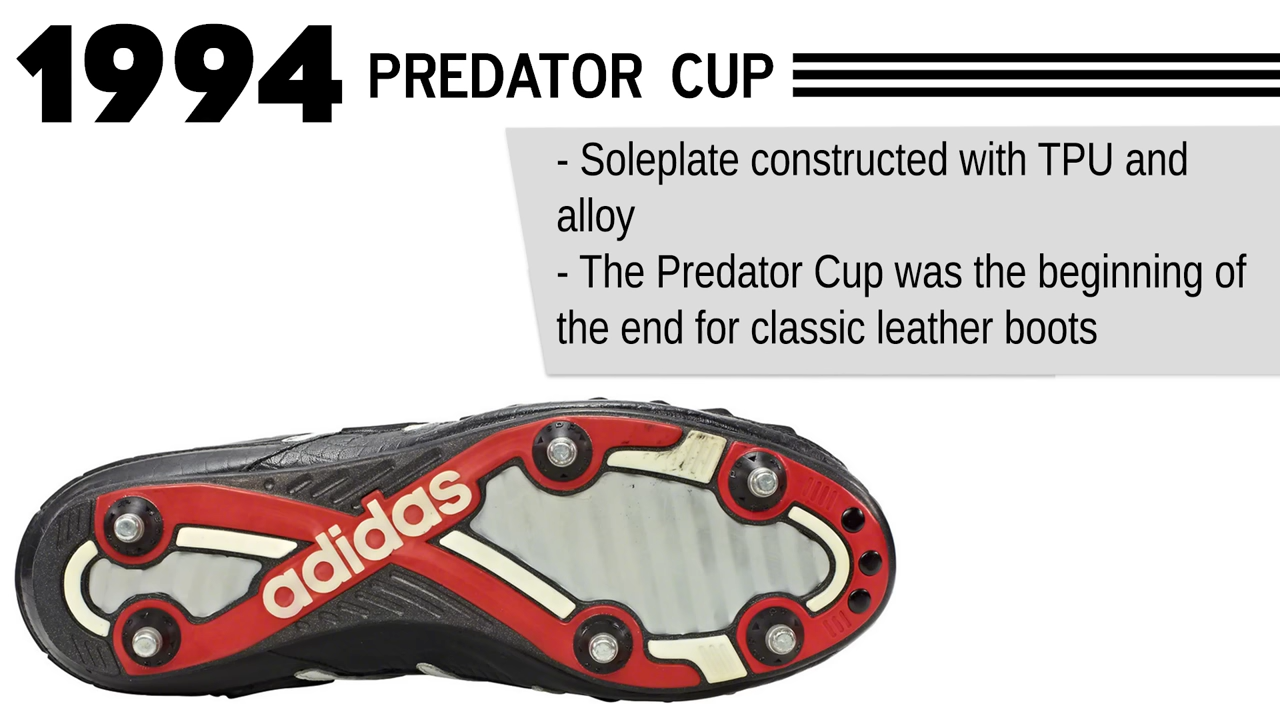 1994 PREDATOR CUP
- Soleplate constructed with TPU and
alloy
- The Predator Cup was the beginning of
the end for classic leather boots
adidas